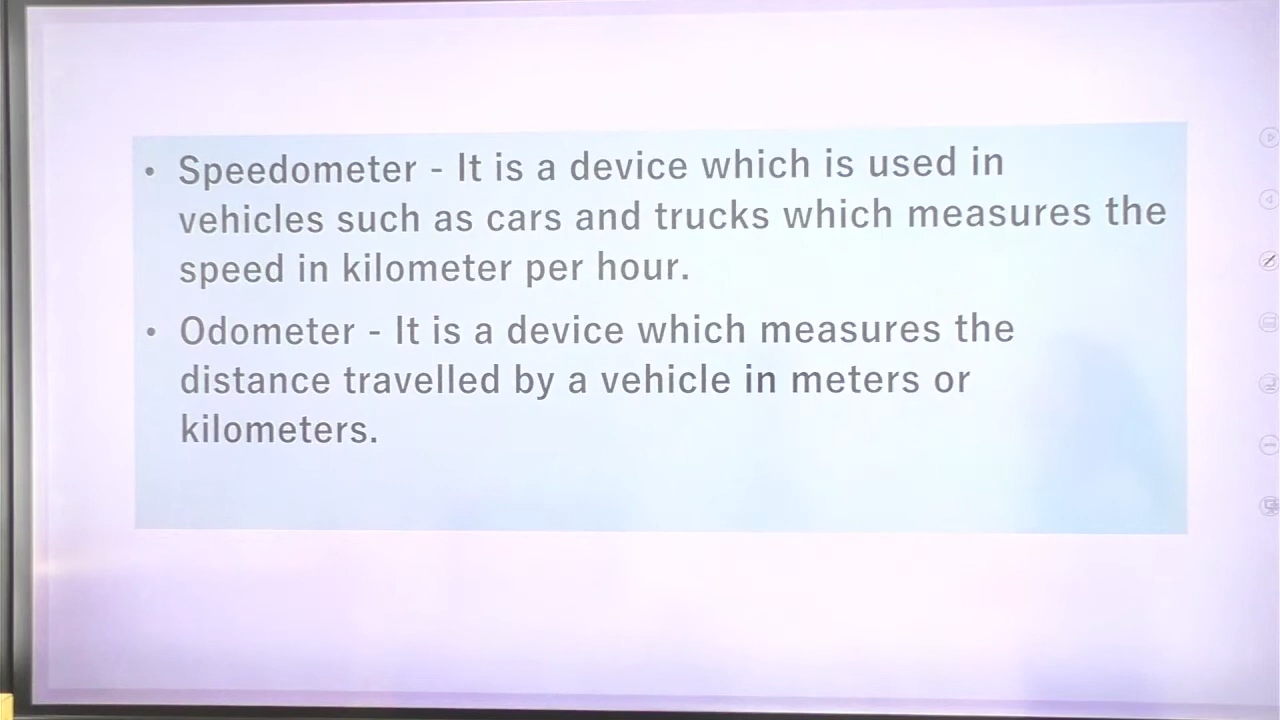 • Speedometer - It is a device which is used in
vehicles such as cars and trucks which measures the
speed in kilometer per hour.
• Odometer - It is a device which measures the
distance travelled by a vehicle in meters or
kilometers.